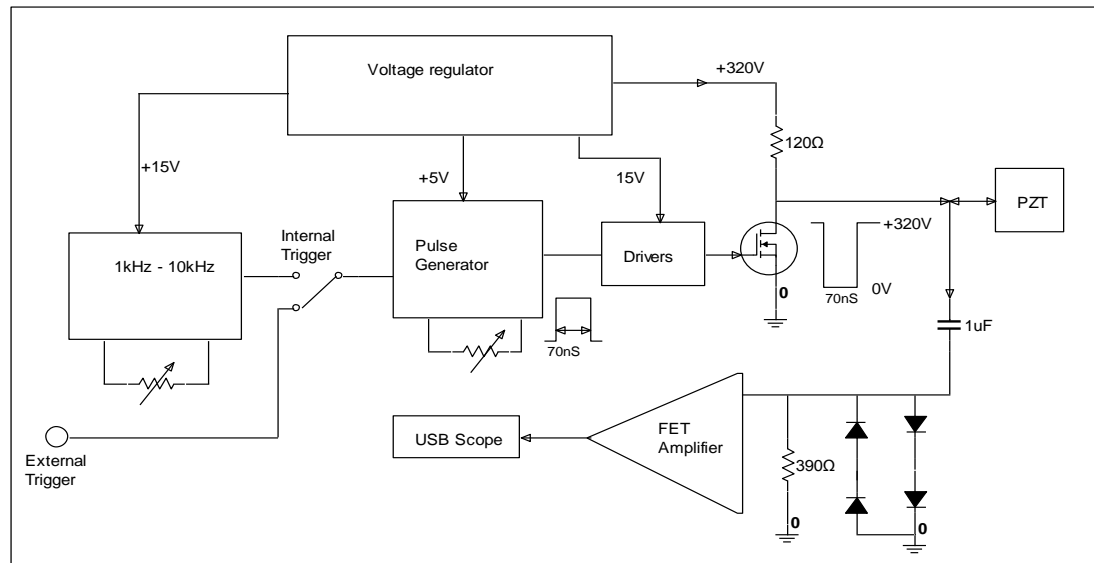 Voltage regulator
+320V
120Ω
+15V
+5V
15V
PZT
Internal
Trigger
1kHz - 10kHz
Pulse
Generator
Drivers
+320V
0V
70nS
0
1uF
70nS
USB Scope
FET
Amplifier
390Ω
0
0
External
Trigger